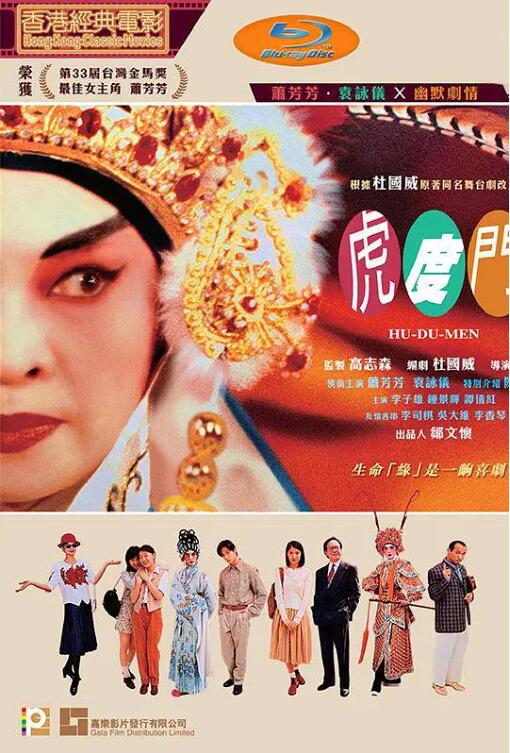 香港經典電影
Hong Kong Classic Movies
Blu-ray Disc
榮獲
第33屆台灣金馬獎
最佳女主角 蕭芳芳
蕭芳芳・袁詠儀 X 幽默劇情
根據杜國威原著同名舞台劇改
虎度門
HU-DU-MEN
監製 高志森 編劇 杜國威 導演
領銜主演 蕭芳芳 袁詠儀 特別介紹 陳
主演 李子雄 鍾景輝 譚倩紅
友情客串 李司棋 吳大維 李香琴
出品人 鄒文懷
生命「緣」是一齣喜劇
嘉樂影片發行有限公司
Gala Film Distribution Limited